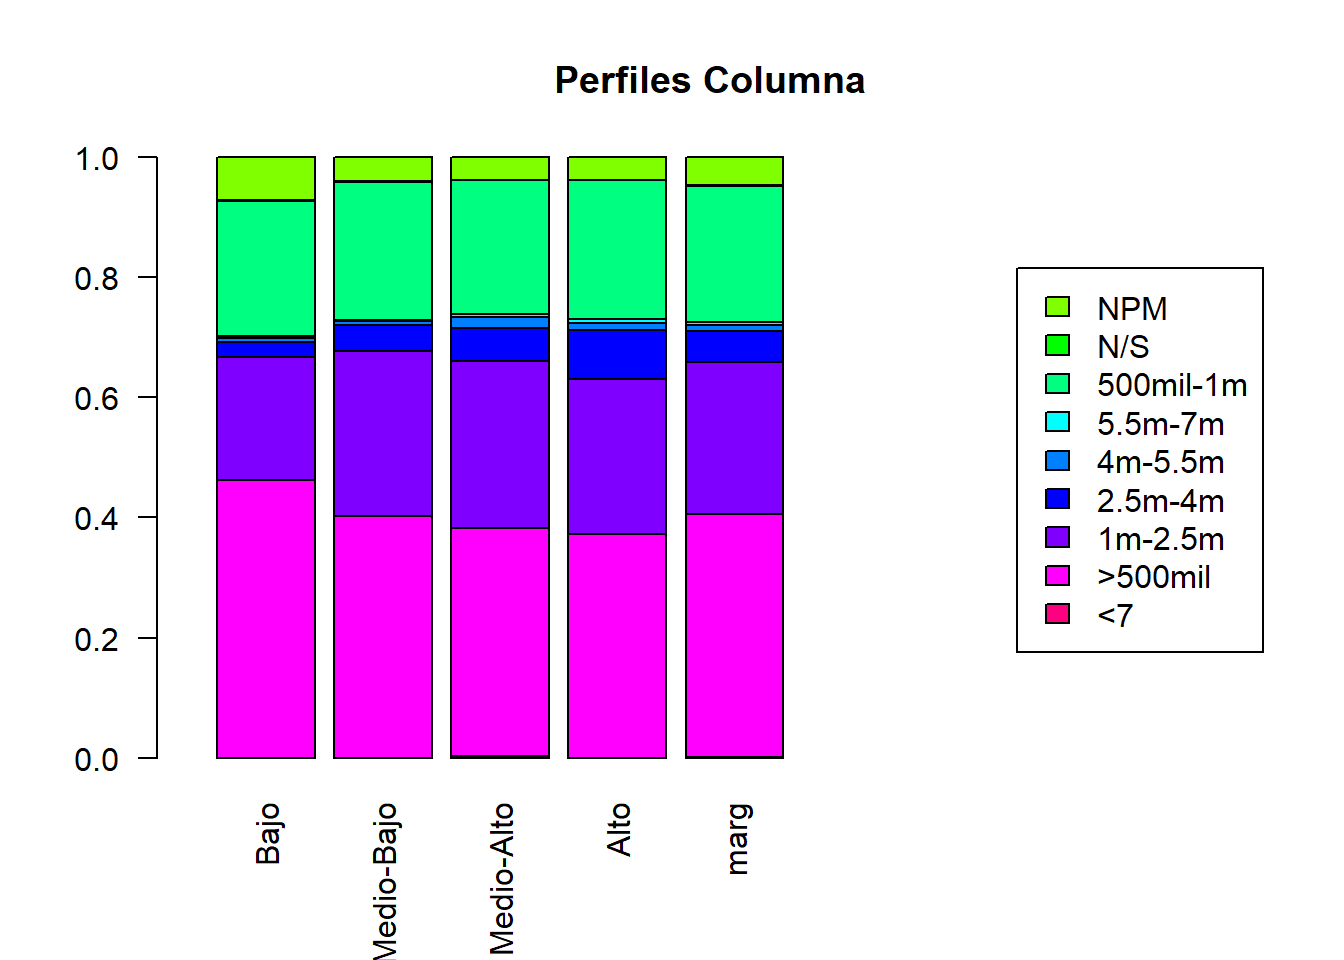 Perfiles Columna
1.0
0.8
0.6
0.4
0.2
0.0
Bajo
Medio-Bajo
Medio-Alto
Alto
marg
NPM
N/S
500mil-1m
5.5m-7m
4m-5.5m
2.5m-4m
1m-2.5m
>500mil
<7